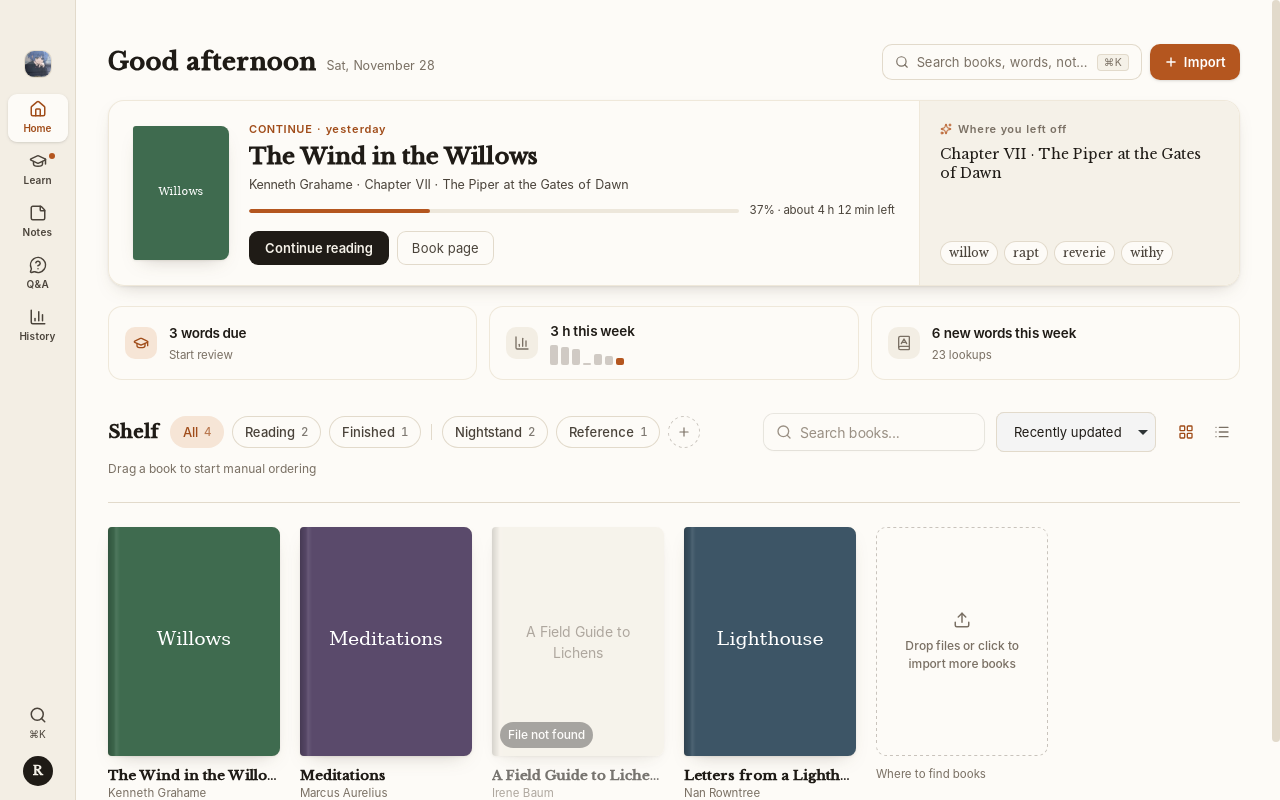 Good afternoon Sat, November 28
Search books, words, not... ⌘K
+ Import
Home
Learn
Notes
Q&A
History
⌘K
R
Willows
CONTINUE · yesterday
The Wind in the Willows
Kenneth Grahame · Chapter VII · The Piper at the Gates of Dawn
37% · about 4 h 12 min left
Continue reading
Book page
Where you left off
Chapter VII · The Piper at the Gates
of Dawn
willow rapt reverie withy
3 words due
Start review
3 h this week
6 new words this week
23 lookups
Shelf All 4 Reading 2 Finished 1 Nightstand 2 Reference 1
Search books...
Recently updated
Drag a book to start manual ordering
Willows
Meditations
A Field Guide to
Lichens
File not found
Lighthouse
Drop files or click to
import more books
The Wind in the Willo...
Kenneth Grahame
Meditations
Marcus Aurelius
A Field Guide to Liche...
Irene Baum
Letters from a Lighth...
Nan Rowntree
Where to find books